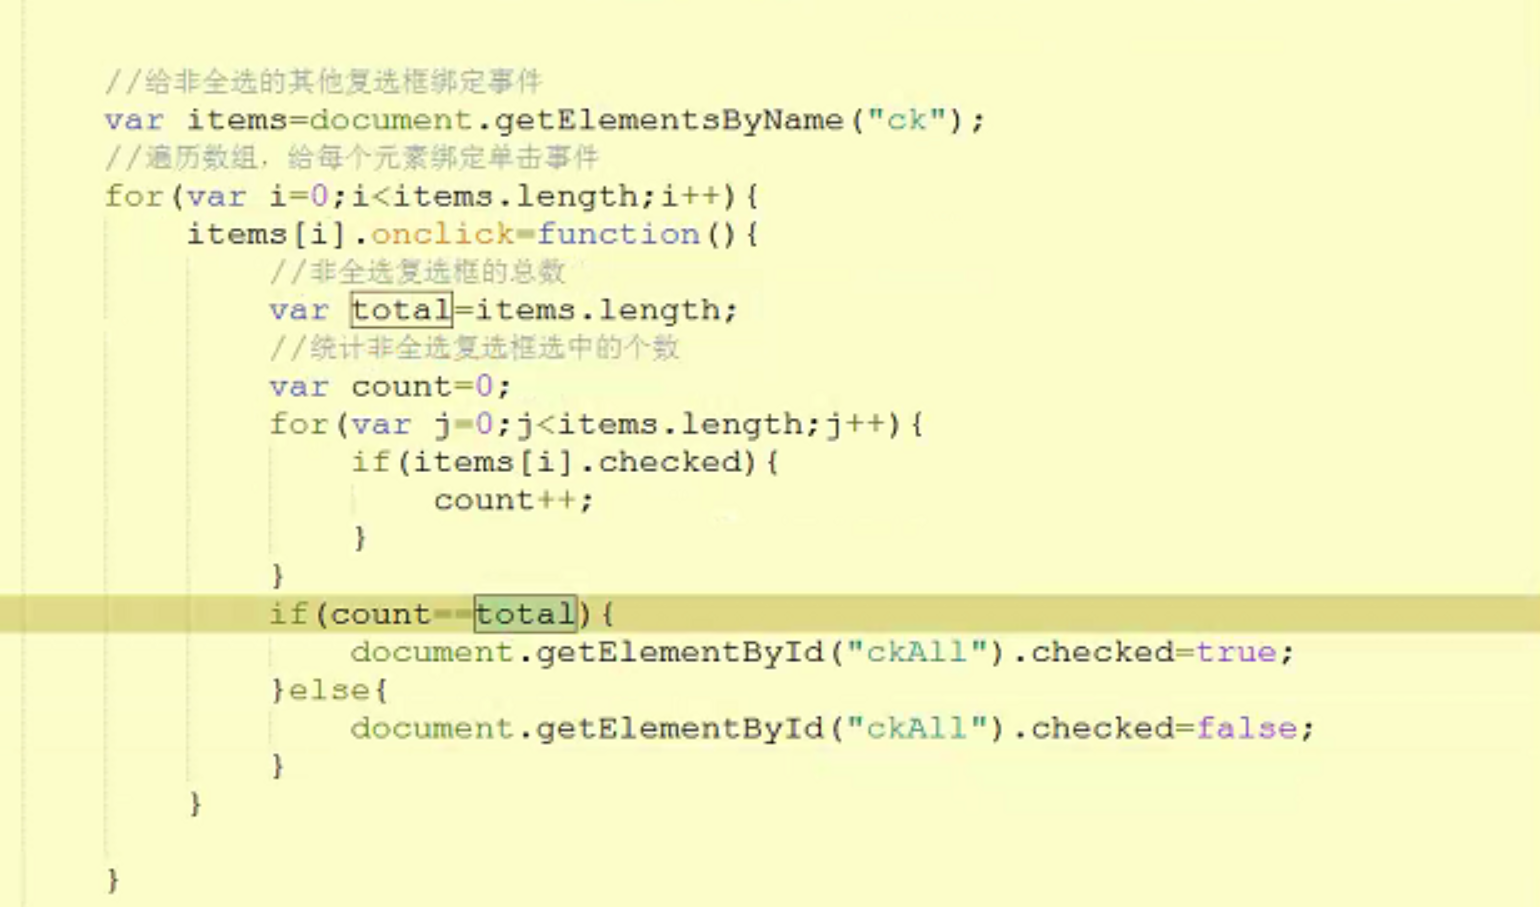 //给非全选的其他复选框绑定事件
var items=document.getElementsByName("ck");
//遍历数组，给每个元素绑定单击事件
for(var i=0;i<items.length;i++){
items[i].onclick=function(){
//非全选复选框的总数
var total=items.length;
//统计非全选复选框选中的个数
var count=0;
for(var j=0;j<items.length;j++){
if(items[i].checked){
count++;
}
}
if(count==total){
document.getElementById("ckAll").checked=true;
}else{
document.getElementById("ckAll").checked=false;
}
}
}